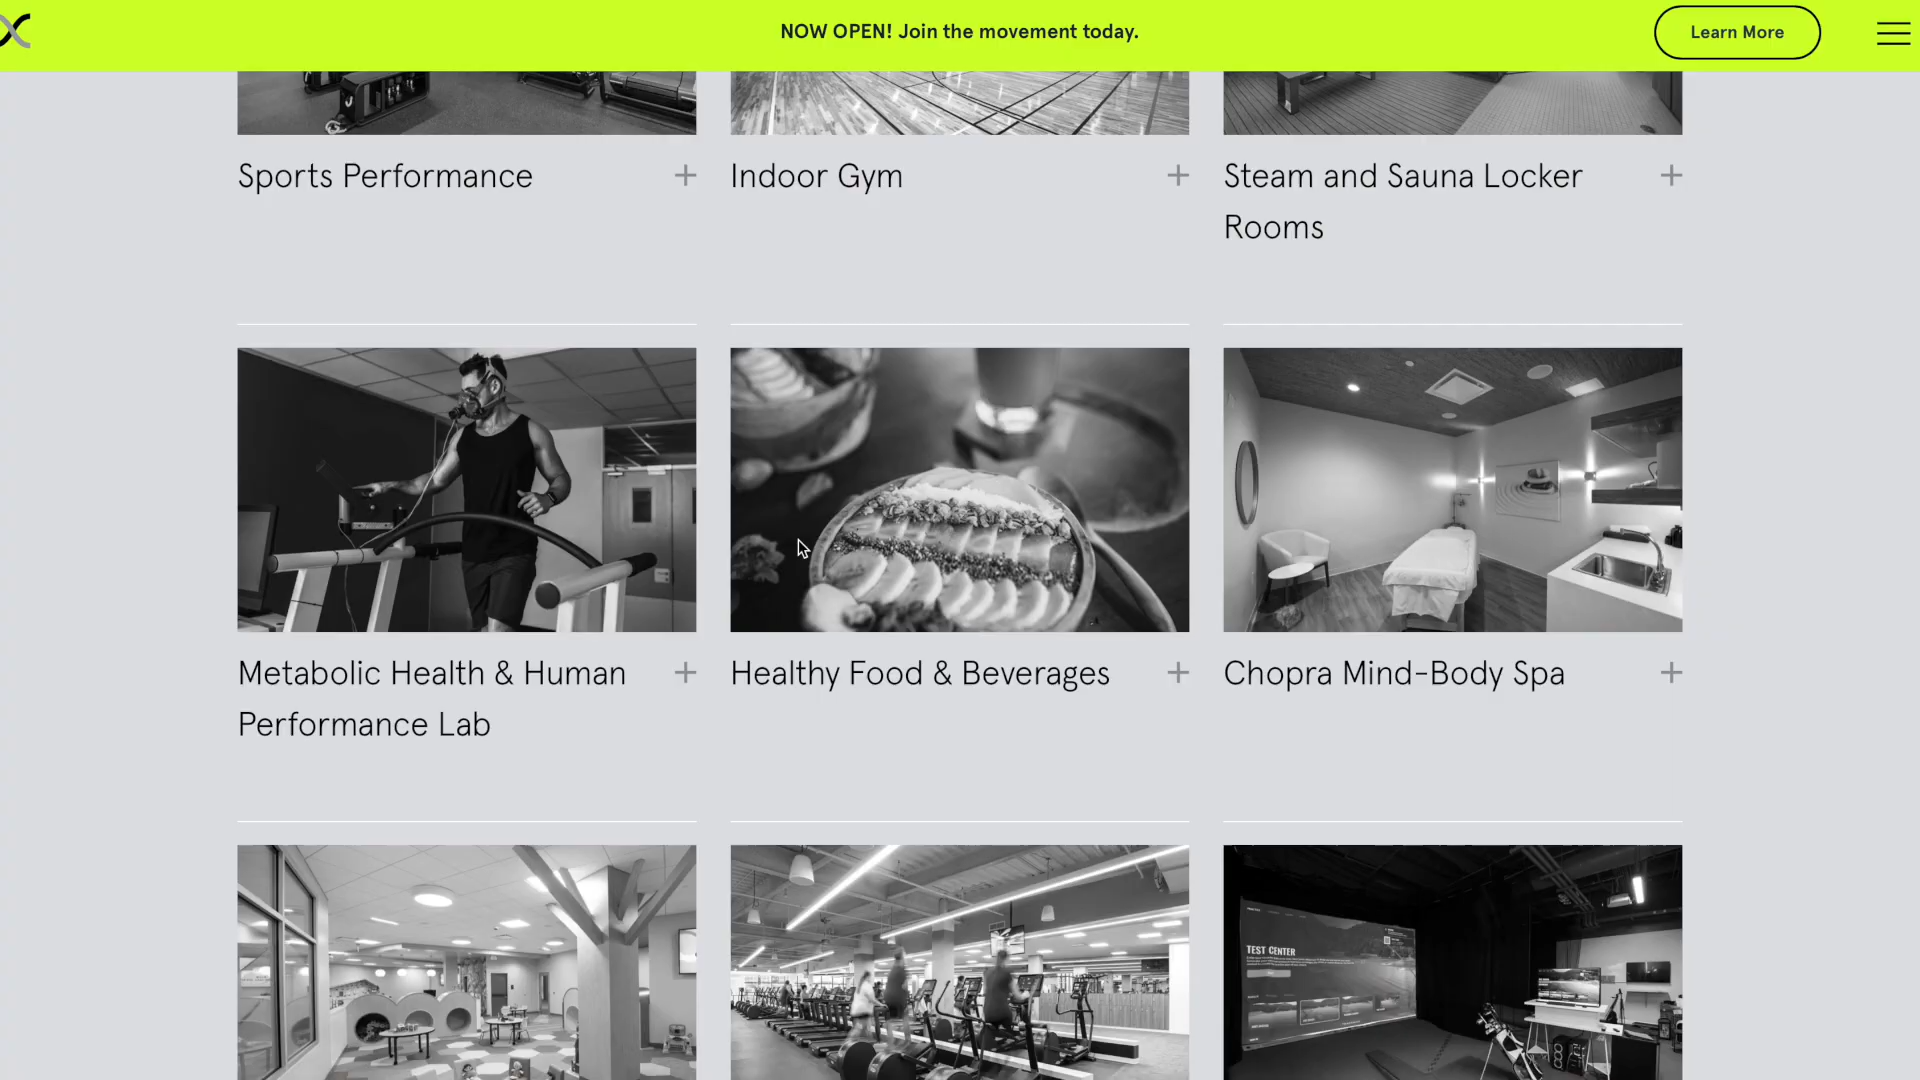 NOW OPEN! Join the movement today.
Learn More
Sports Performance
Indoor Gym
Steam and Sauna Locker
Rooms
Metabolic Health & Human
Performance Lab
Healthy Food & Beverages
Chopra Mind-Body Spa
TEST CENTER